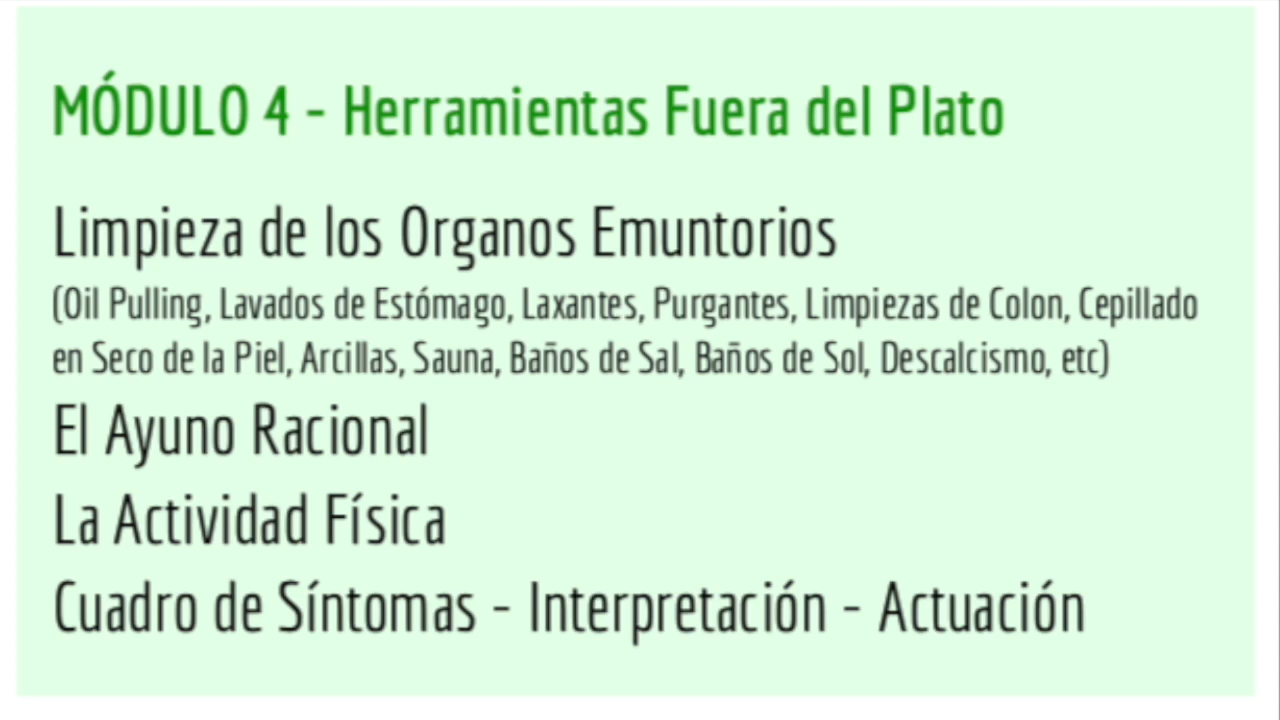 MÓDULO 4 - Herramientas Fuera del Plato
Limpieza de los Organos Emuntorios
(Oil Pulling, Lavados de Estómago, Laxantes, Purgantes, Limpiezas de Colon, Cepillado
en Seco de la Piel, Arcillas, Sauna, Baños de Sal, Baños de Sol, Descalcismo, etc)
El Ayuno Racional
La Actividad Física
Cuadro de Síntomas - Interpretación - Actuación